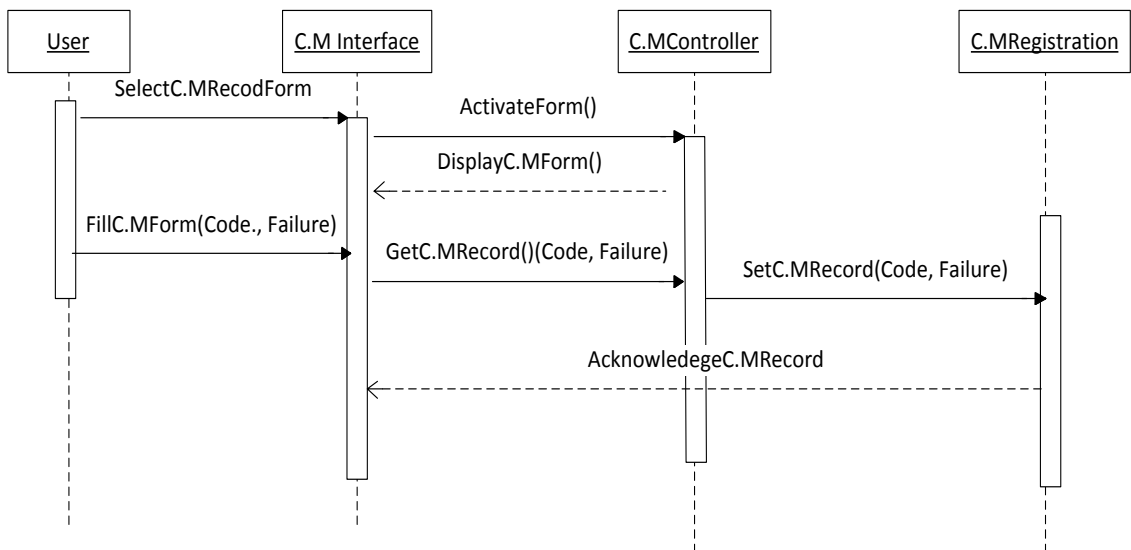 User
C.M Interface
C.MController
C.MRegistration
SelectC.MRecodForm
ActivateForm()
DisplayC.MForm()
FillC.MForm(Code., Failure)
GetC.MRecord()(Code, Failure)
SetC.MRecord(Code, Failure)
AcknowledegeC.MRecord